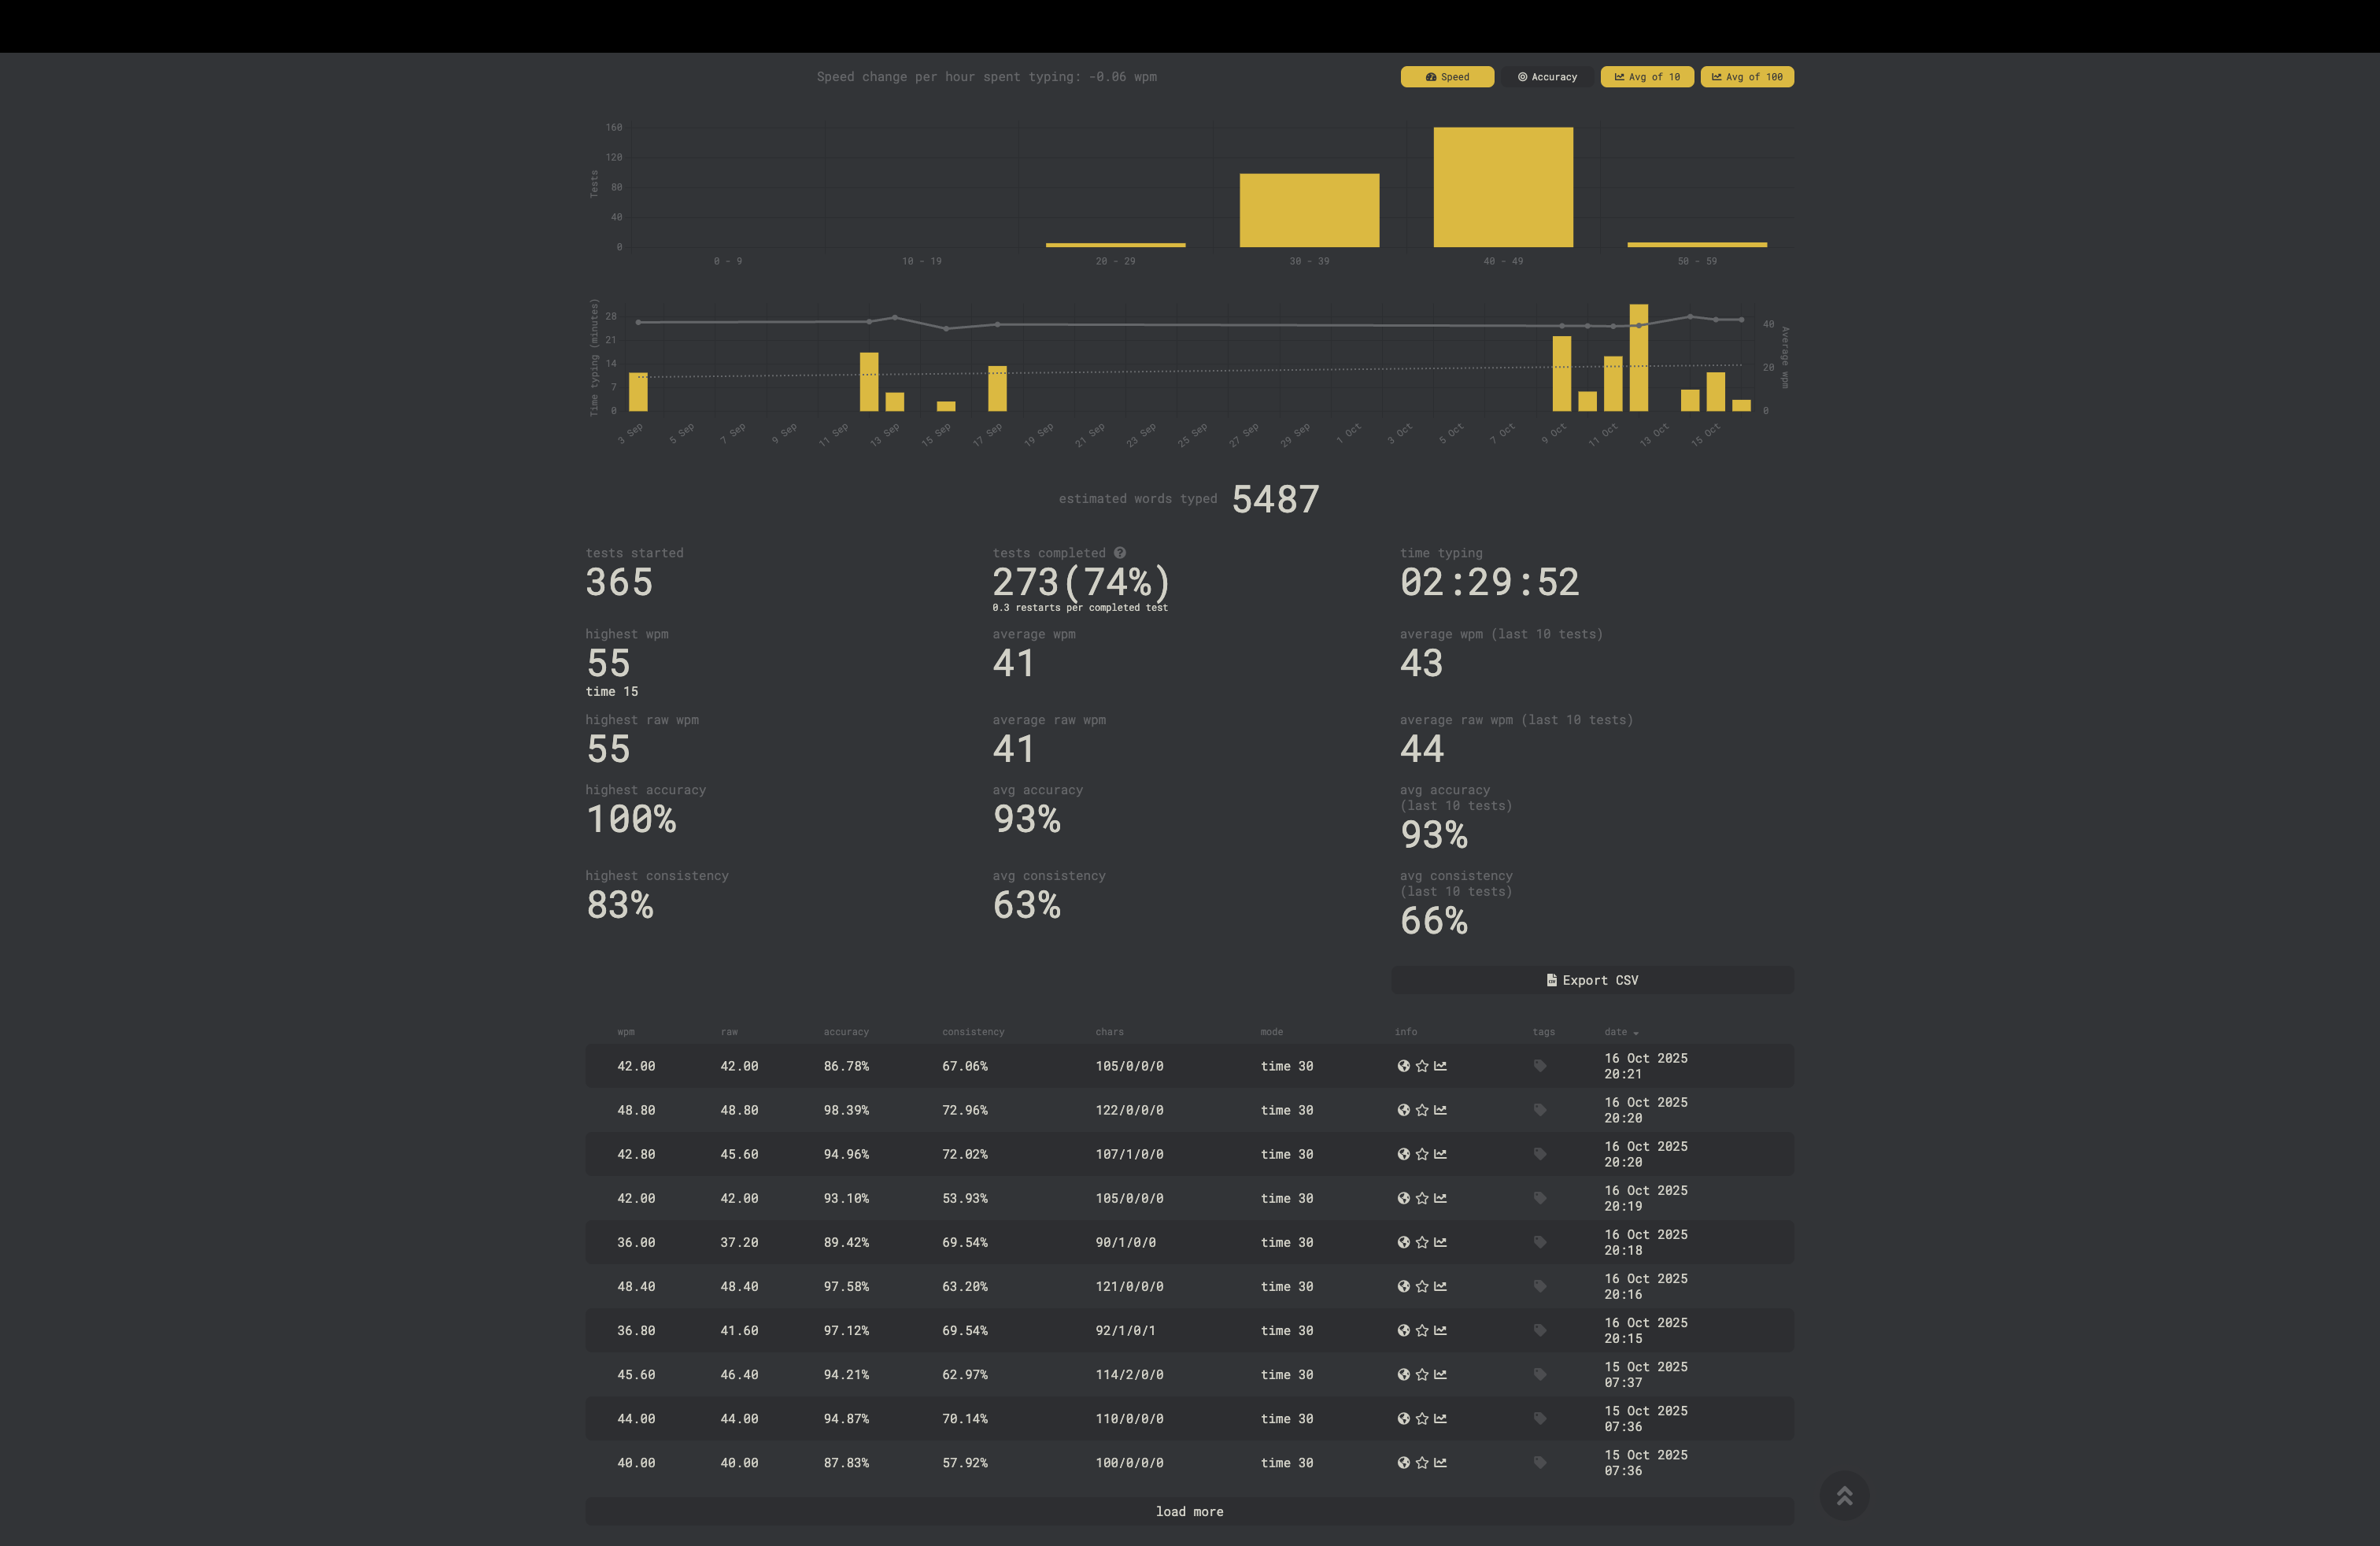 Speed change per hour spent typing: -0.06 wpm
Speed
Accuracy
Avg of 10
Avg of 100
Tests
160
120
80
40
0
0 - 9
10 - 19
20 - 29
30 - 39
40 - 49
50 - 59
Time typing (minutes)
28
21
14
7
0
40
20
0
Average wpm
3 Sep
5 Sep
7 Sep
9 Sep
11 Sep
13 Sep
15 Sep
17 Sep
19 Sep
21 Sep
23 Sep
25 Sep
27 Sep
29 Sep
1 Oct
3 Oct
5 Oct
7 Oct
9 Oct
11 Oct
13 Oct
15 Oct
estimated words typed 5487
tests started
365
tests completed
273(74%)
0.3 restarts per completed test
time typing
02:29:52
highest wpm
55
time 15
average wpm
41
average wpm (last 10 tests)
43
highest raw wpm
55
average raw wpm
41
average raw wpm (last 10 tests)
44
highest accuracy
100%
avg accuracy
93%
avg accuracy
(last 10 tests)
93%
highest consistency
83%
avg consistency
63%
avg consistency
(last 10 tests)
66%
Export CSV
wpm raw accuracy consistency chars mode info tags date
42.00 42.00 86.78% 67.06% 105/0/0/0 time 30 16 Oct 2025
20:21
48.80 48.80 98.39% 72.96% 122/0/0/0 time 30 16 Oct 2025
20:20
42.80 45.60 94.96% 72.02% 107/1/0/0 time 30 16 Oct 2025
20:20
42.00 42.00 93.10% 53.93% 105/0/0/0 time 30 16 Oct 2025
20:19
36.00 37.20 89.42% 69.54% 90/1/0/0 time 30 16 Oct 2025
20:18
48.40 48.40 97.58% 63.20% 121/0/0/0 time 30 16 Oct 2025
20:16
36.80 41.60 97.12% 69.54% 92/1/0/1 time 30 16 Oct 2025
20:15
45.60 46.40 94.21% 62.97% 114/2/0/0 time 30 15 Oct 2025
07:37
44.00 44.00 94.87% 70.14% 110/0/0/0 time 30 15 Oct 2025
07:36
40.00 40.00 87.83% 57.92% 100/0/0/0 time 30 15 Oct 2025
07:36
load more